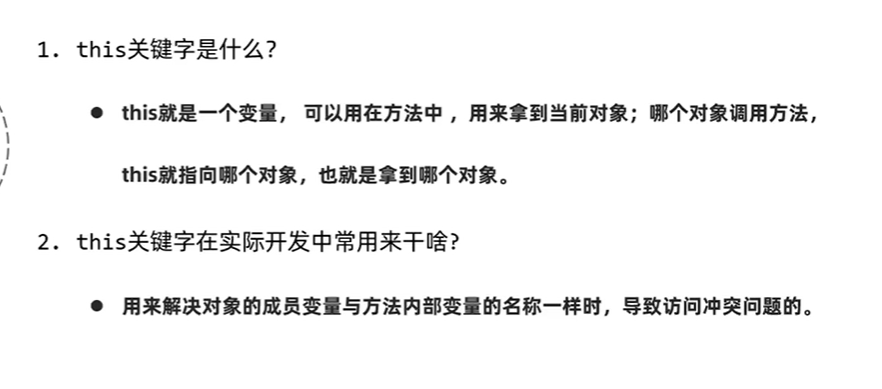 1. this关键字是什么?
● this就是一个变量， 可以用在方法中 ，用来拿到当前对象；哪个对象调用方法，
this就指向哪个对象，也就是拿到哪个对象。
2. this关键字在实际开发中常用来干啥?
● 用来解决对象的成员变量与方法内部变量的名称一样时，导致访问冲突问题的。